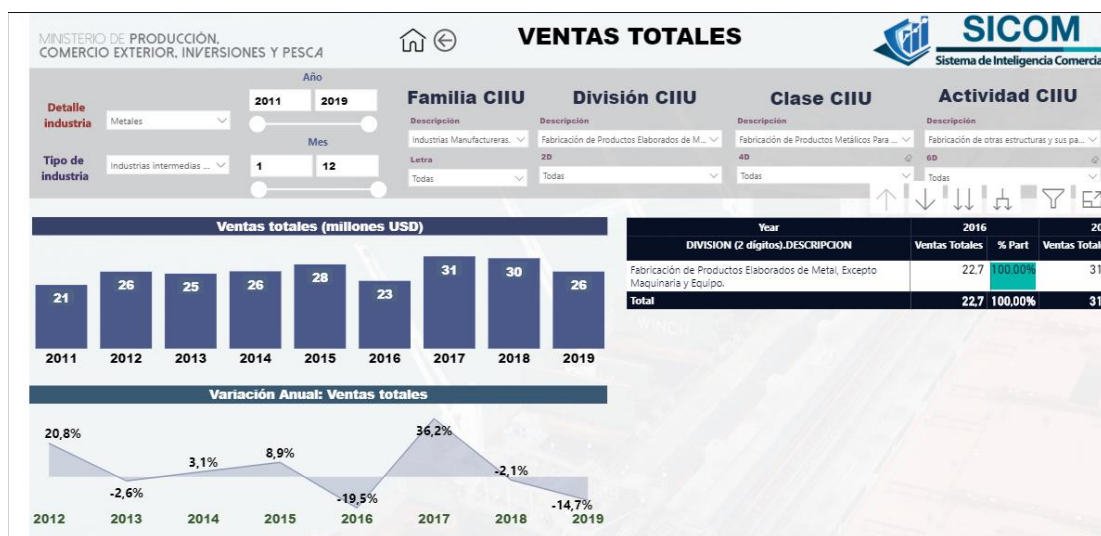 MINISTERIO DE PRODUCCIÓN,
COMERCIO EXTERIOR, INVERSIONES Y PESCA
VENTAS TOTALES
SICOM
Sistema de Inteligencia Comercia
Detalle industria
Metales
Tipo de industria
Industrias intermedias ...
Año
2011 2019
Mes
1 12
Familia CIIU
Descripción
Industrias Manufactureras.
Letra
Todas
División CIIU
Descripción
Fabricación de Productos Elaborados de M...
2D
Todas
Clase CIIU
Descripción
Fabricación de Productos Metálicos Para ...
4D
Todas
Actividad CIIU
Descripción
Fabricación de otras estructuras y sus pa...
6D
Todas
Ventas totales (millones USD)
21 26 25 26 28 23 31 30 26
2011 2012 2013 2014 2015 2016 2017 2018 2019
Year 2016 20
DIVISION (2 dígitos).DESCRIPCION Ventas Totales % Part Ventas Total
Fabricación de Productos Elaborados de Metal, Excepto 22,7 100,00% 31
Maquinaria y Equipo.
Total 22,7 100,00% 31
WINCH
Variación Anual: Ventas totales
20,8% -2,6% 3,1% 8,9% -19,5% 36,2% -2,1% -14,7%
2012 2013 2014 2015 2016 2017 2018 2019